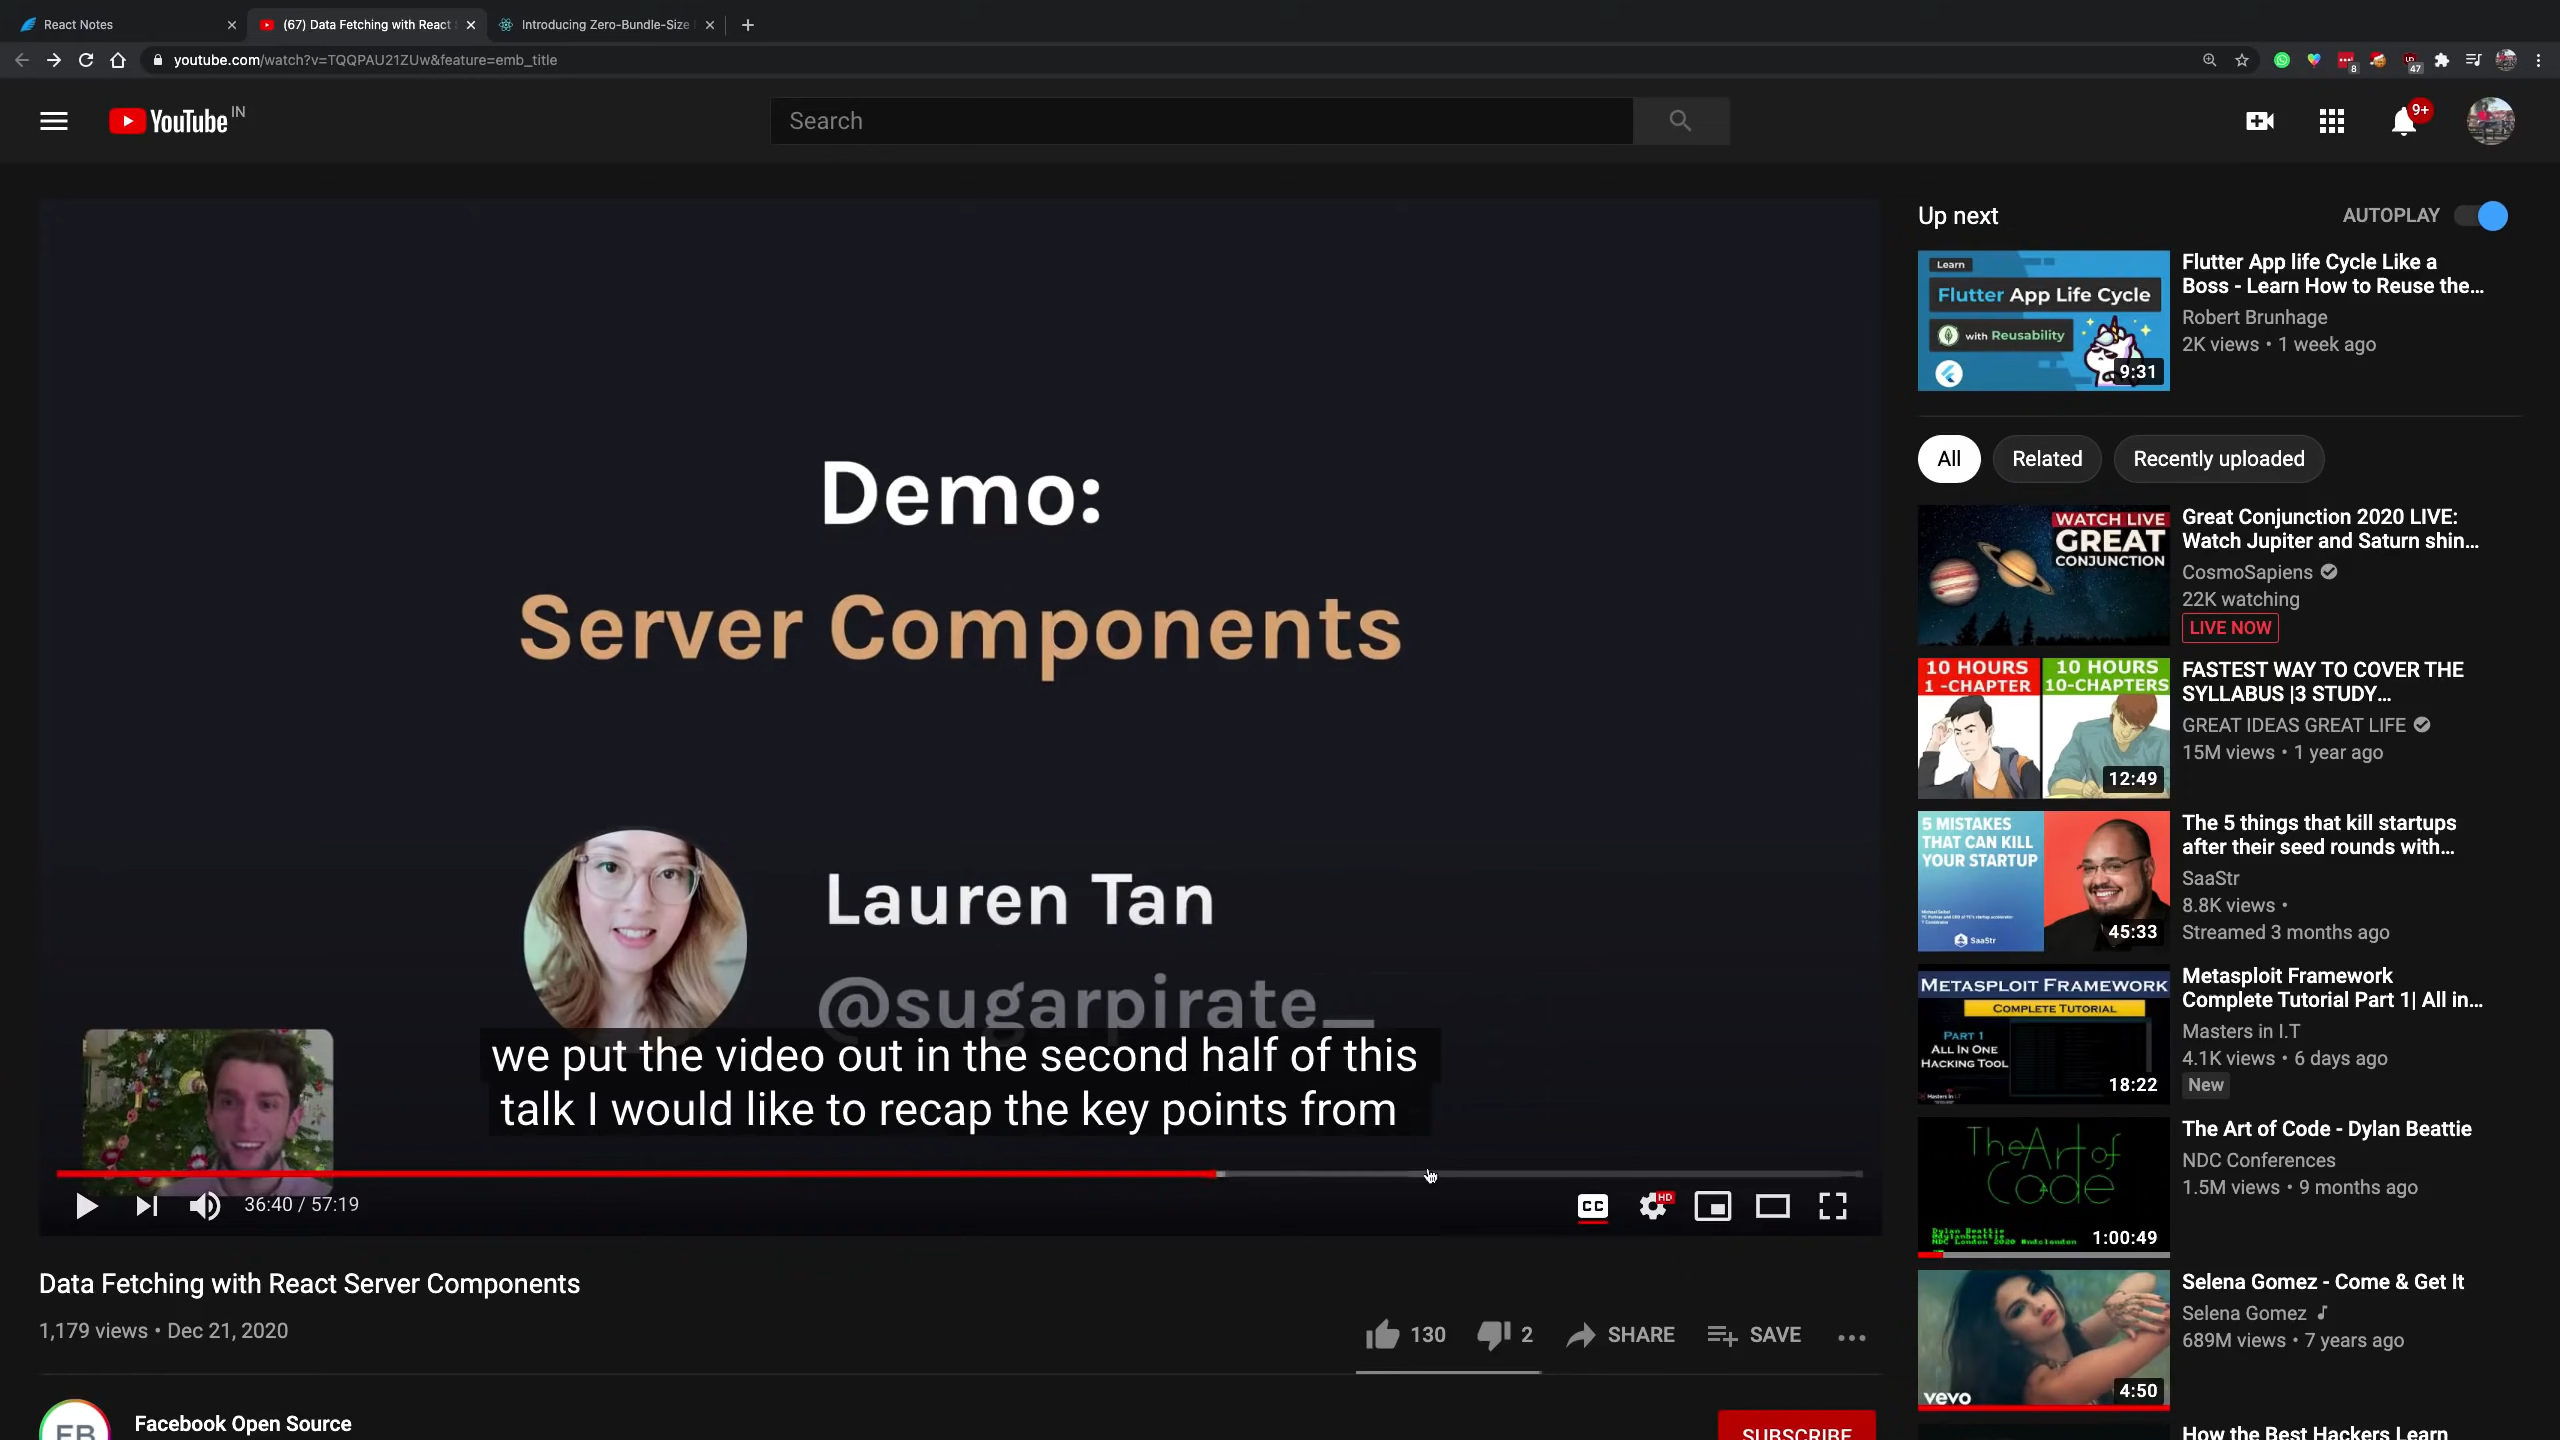 React Notes
(67) Data Fetching with React
Introducing Zero-Bundle-Size
youtube.com/watch?v=TQQPAU21ZUw&feature=emb_title
8
47
YouTube IN
Search
9+
Demo:
Server Components
Lauren Tan
@sugarpirate_
we put the video out in the second half of this
talk I would like to recap the key points from
36:40 / 57:19
CC
HD
Data Fetching with React Server Components
1,179 views • Dec 21, 2020
130
2
SHARE
SAVE
FB
Facebook Open Source
SUBSCRIBE
Up next
AUTOPLAY
Learn
Flutter App Life Cycle
with Reusability
9:31
Flutter App life Cycle Like a
Boss - Learn How to Reuse the...
Robert Brunhage
2K views • 1 week ago
All
Related
Recently uploaded
WATCH LIVE
GREAT
CONJUNCTION
Great Conjunction 2020 LIVE:
Watch Jupiter and Saturn shin...
CosmoSapiens
22K watching
LIVE NOW
10 HOURS
1 -CHAPTER
10 HOURS
10-CHAPTERS
12:49
FASTEST WAY TO COVER THE
SYLLABUS |3 STUDY...
GREAT IDEAS GREAT LIFE
15M views • 1 year ago
5 MISTAKES
THAT CAN KILL
YOUR STARTUP
SaaStr
45:33
The 5 things that kill startups
after their seed rounds with...
SaaStr
8.8K views •
Streamed 3 months ago
METASPLOIT FRAMEWORK
COMPLETE TUTORIAL
PART 1
ALL IN ONE
HACKING TOOL
18:22
Metasploit Framework
Complete Tutorial Part 1| All in...
Masters in I.T
4.1K views • 6 days ago
New
The Art of
Code
Dylan Beattie
@dylanbeattie
NDC London 2020 #ndclondon
1:00:49
The Art of Code - Dylan Beattie
NDC Conferences
1.5M views • 9 months ago
vevo
4:50
Selena Gomez - Come & Get It
Selena Gomez
689M views • 7 years ago
How the Best Hackers Learn